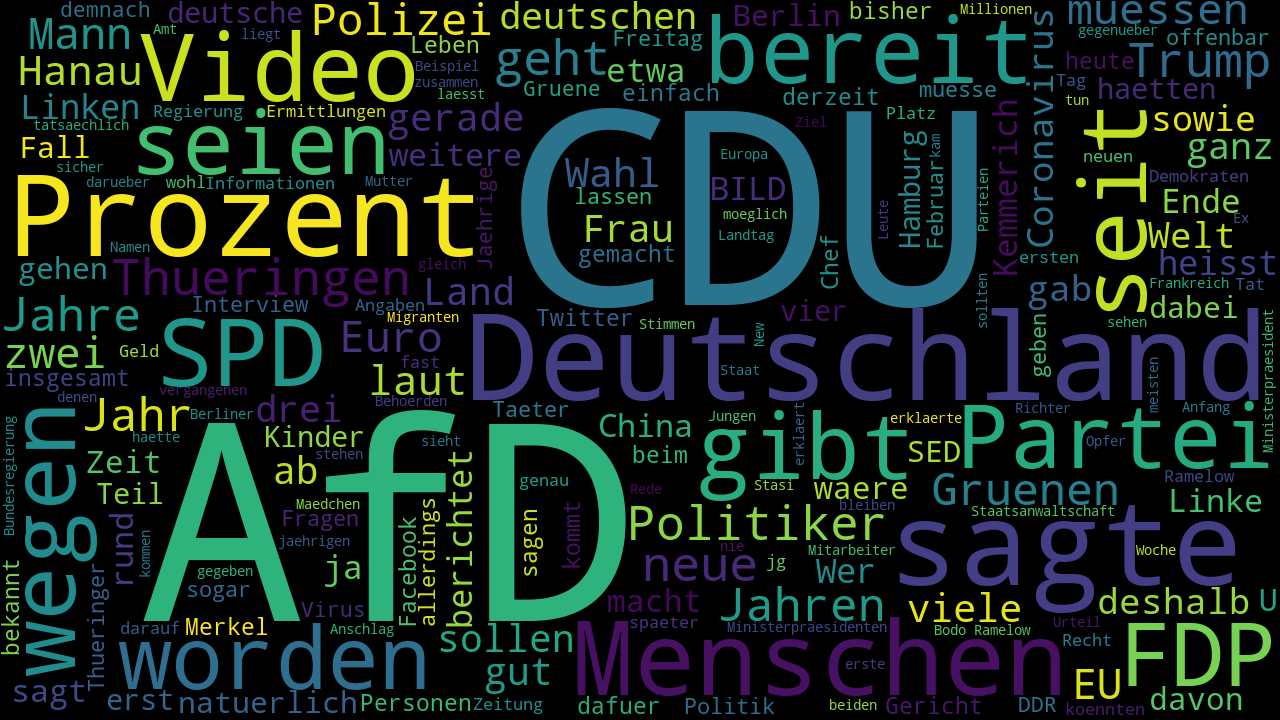 demnach
deutsche
Polizei
deutschen
Berlin
bisher
Millionen
muessen
Mann
Amt
Video
liegt
Leben
geht
Freitag
bereit
Coronavirus
gegenueber
offenbar
Hanau
Beispiel
zusammen
laesst
etwa
Gruene
einfach
derzeit
muesse
heute
Trump
Tag
haetten
tun
Linken
Regierung
Ermittlungen
gerade
Ziel
Platz
Kemmerich
seit
sowie
tatsaechlich
seien
weitere
CDU
Fall
sicher
darueber
wohl
Informationen
Mutter
Wahl
lassen
Europa
BILD
moeglich
Landtag
Hamburg
kam
Februar
Leute
Parteien
neuen
ganz
Demokraten
Ende
Ex
Welt
Prozent
Jaehrige
Frau
gemacht
Chef
Namen
gehen
Thueringen
gleich
Land
ersten
heisst
gab
Frankreich
Tat
dabei
Jahre
Interview
Angaben
Migranten
Twitter
Stimmen
New
vier
sollten
sehen
zwei
Geld
SPD
Euro
fast
laut
Deutschland
Staat
geben
Ministerpraesident
insgesamt
denen
vergangenen
Behoerden
meisten
Jahr
Berliner
drei
Taeter
China
Jungen
erklaert
erklaerte
Richter
Anfang
Bundesregierung
wegen
haette
Kinder
stehen
sieht
beim
gibt
SED
Partei
Opfer
Zeit
ab
AfD
berichtet
genau
Rede
Stasi
waere
Gruenen
Ramelow
Linke
Teil
Maedchen
Fragen
bleiben
Staatsanwaltschaft
rund
kommen
jaehrigen
Facebook
allerdings
sagen
kommt
Politiker
nie
Mitarbeiter
sagte
Woche
gegeben
ja
neue
jg
Wer
bekannt
Thueringer
sogar
Virus
macht
Jahren
viele
deshalb
U
darauf
Merkel
Anschlag
sollen
spaeter
Ministerpraesidenten
Bodo Ramelow
Urteil
Recht
FDP
worden
gut
Menschen
erste
EU
sagt
erst
natuerlich
Personen
Zeitung
dafuer
Politik
beiden
Gericht
DDR
koennten
davon